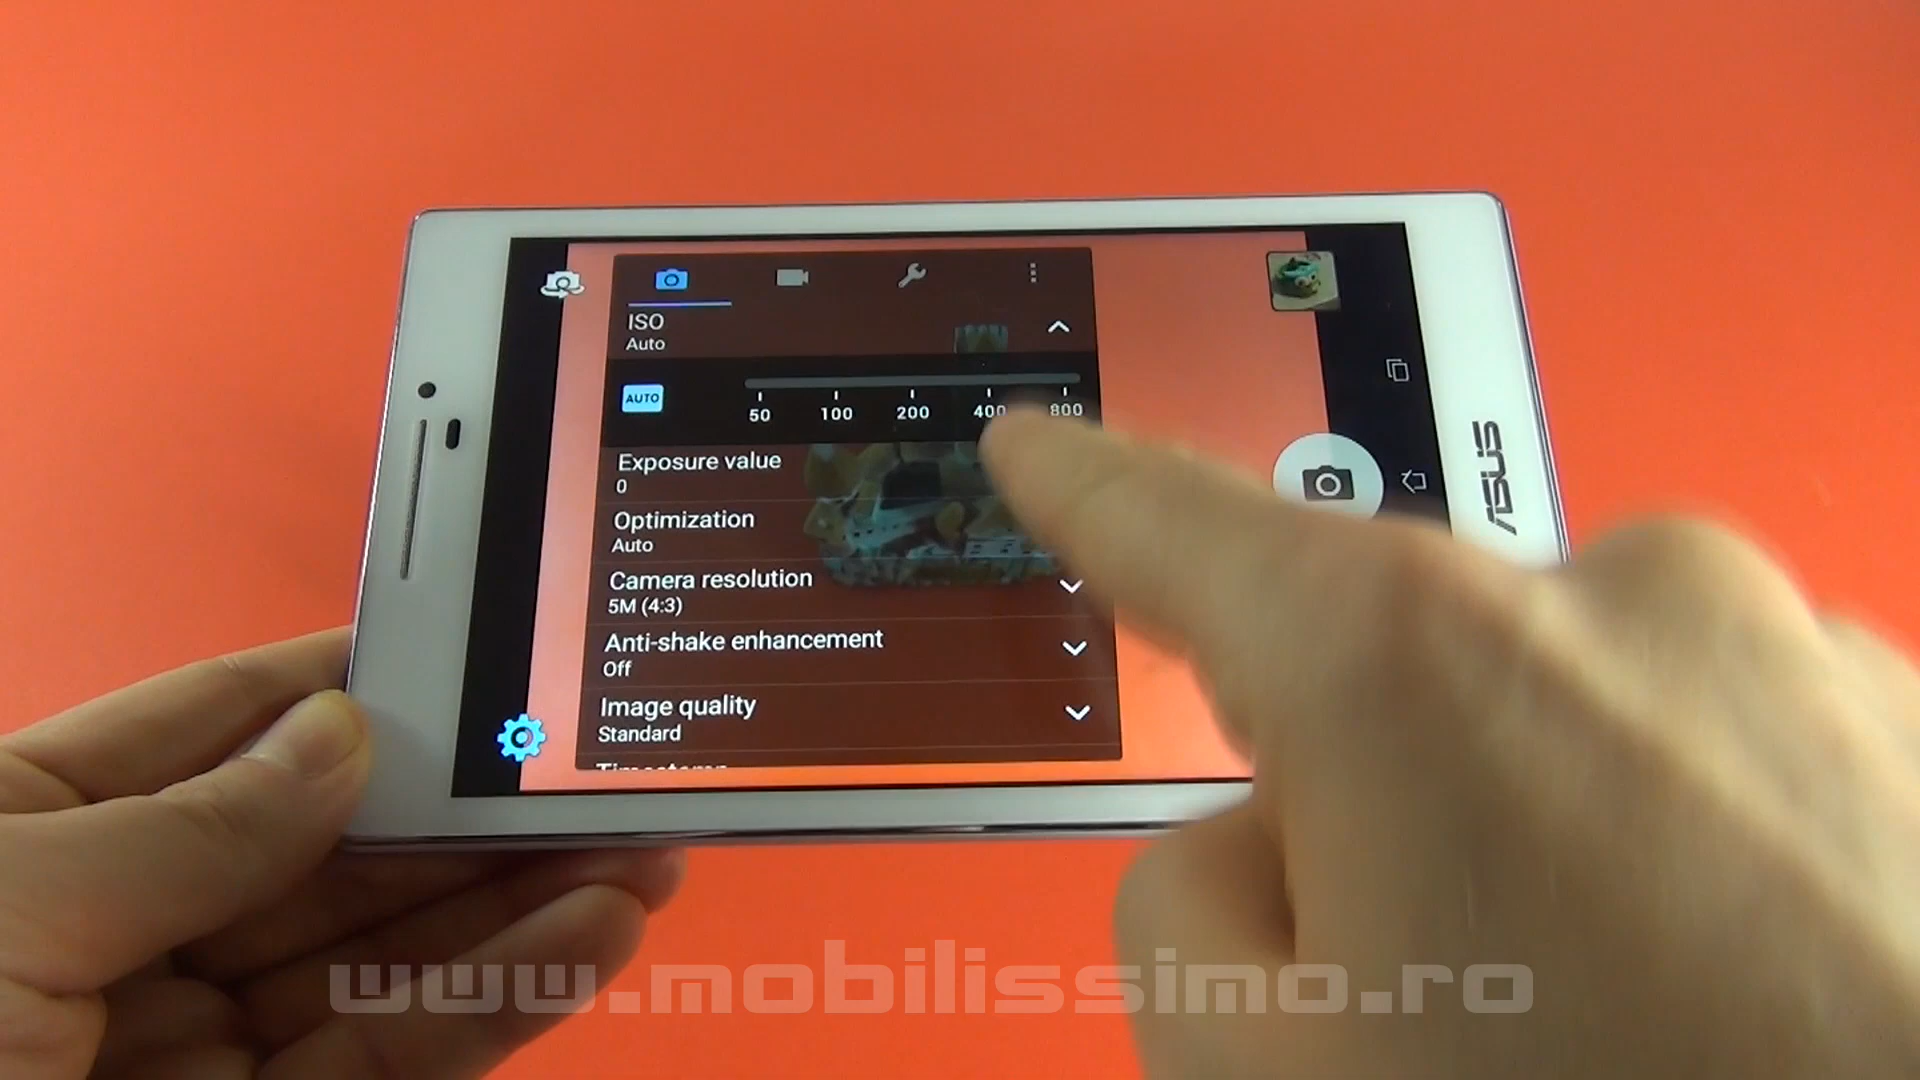 ISO
Auto
AUTO
50 100 200 400 800
Exposure value
0
Optimization
Auto
Camera resolution
5M (4:3)
Anti-shake enhancement
Off
Image quality
Standard
Timestamp
ASUS
www.mobilissimo.ro